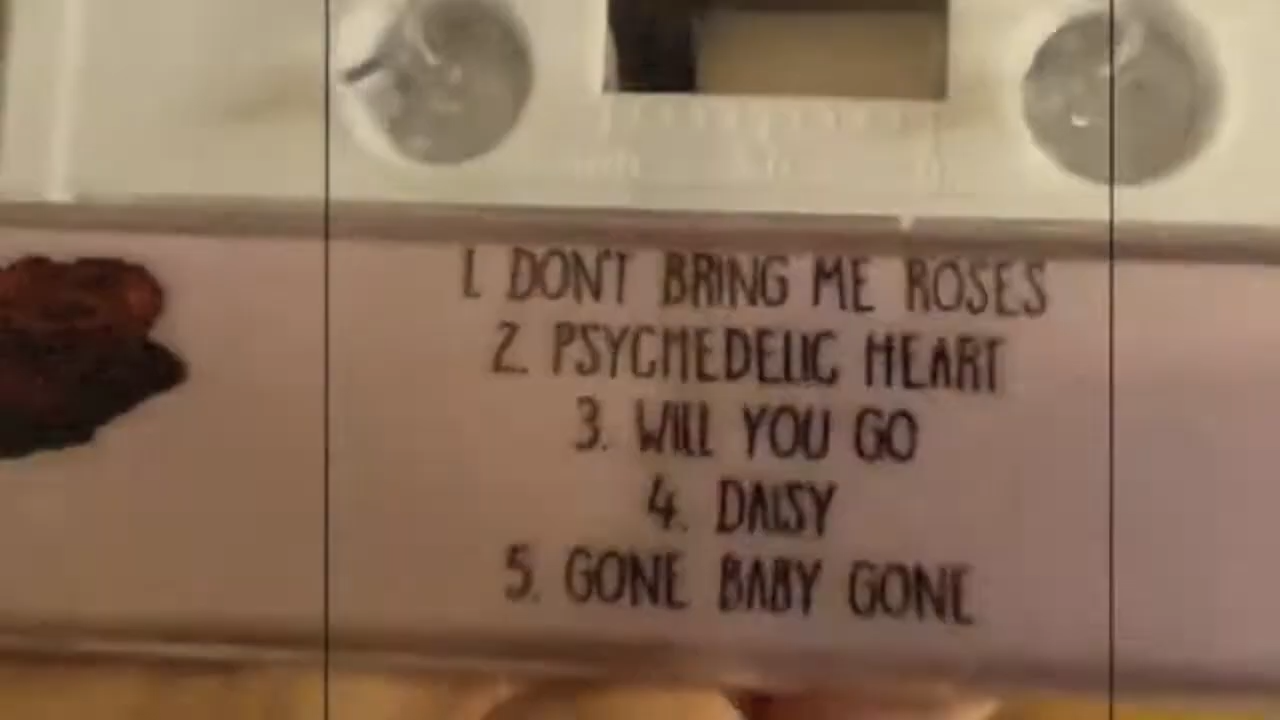 1. DON'T BRING ME ROSES
2. PSYCHEDELIC HEART
3. WILL YOU GO
4. DAISY
5. GONE BABY GONE